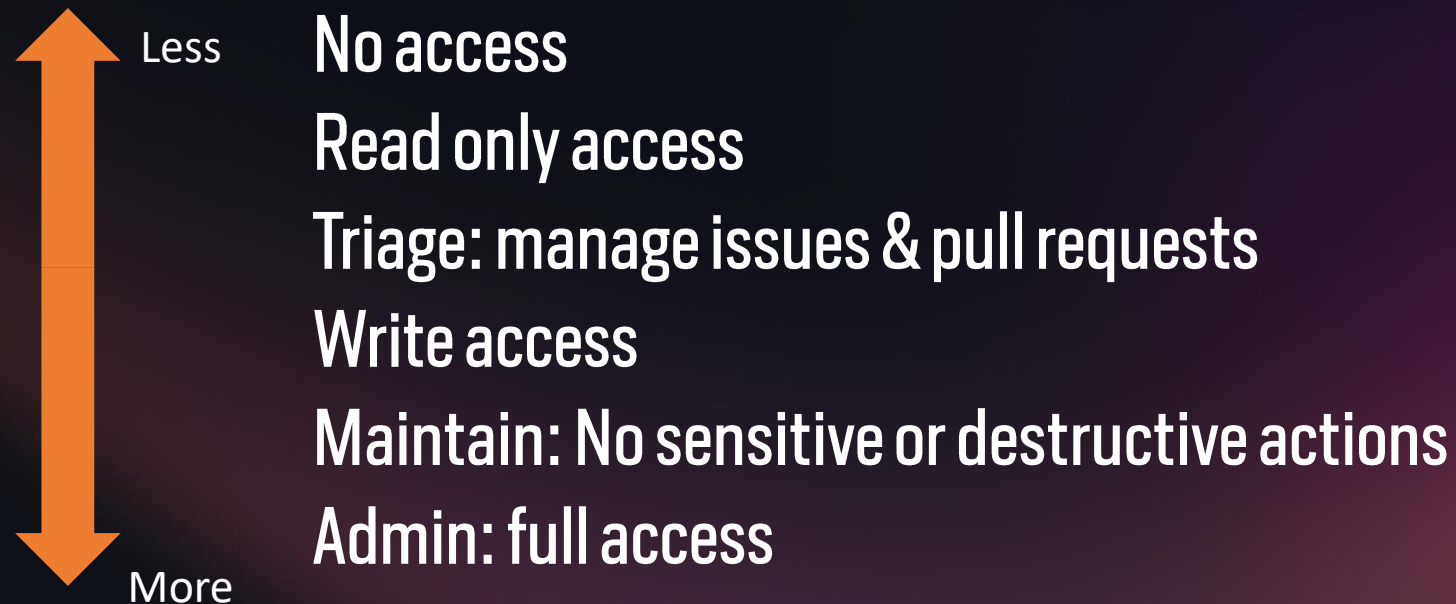 Less
No access
Read only access
Triage: manage issues & pull requests
Write access
Maintain: No sensitive or destructive actions
Admin: full access
More